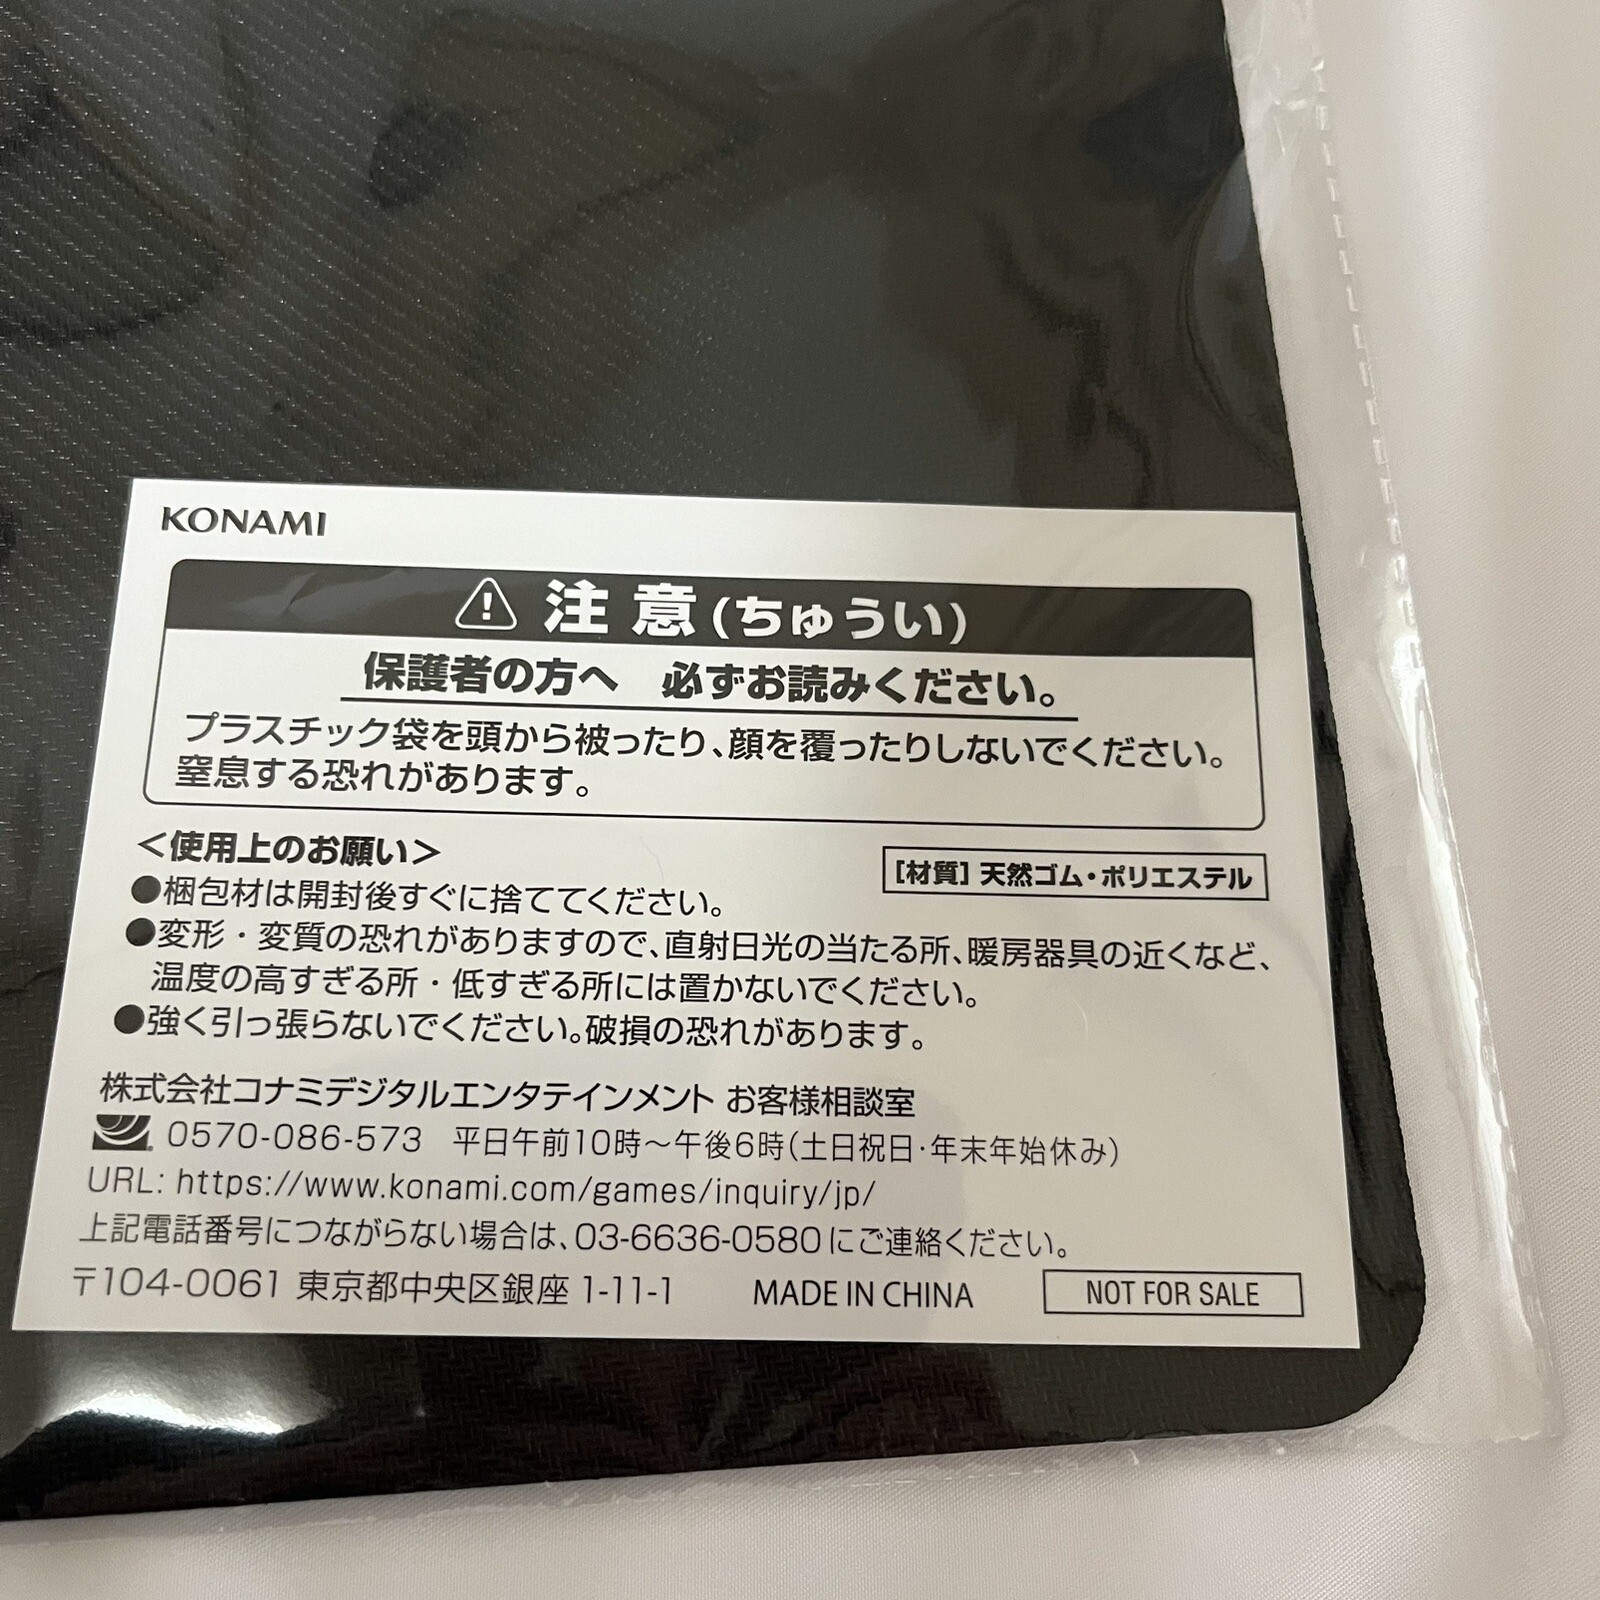 KONAMI
注意(ちゅうい)
保護者の方へ 必ずお読みください。
プラスチック袋を頭から被ったり、顔を覆ったりしないでください。
窒息する恐れがあります。
<使用上のお願い>
[材質] 天然ゴム・ポリエステル
●梱包材は開封後すぐに捨ててください。
●変形・変質の恐れがありますので、直射日光の当たる所、暖房器具の近くなど、
温度の高すぎる所・低すぎる所には置かないでください。
●強く引っ張らないでください。破損の恐れがあります。
株式会社コナミデジタルエンタテインメント お客様相談室
0570-086-573 平日午前10時～午後6時(土日祝日・年末年始休み)
URL: https://www.konami.com/games/inquiry/jp/
上記電話番号につながらない場合は、03-6636-0580にご連絡ください。
〒104-0061 東京都中央区銀座 1-11-1 MADE IN CHINA NOT FOR SALE